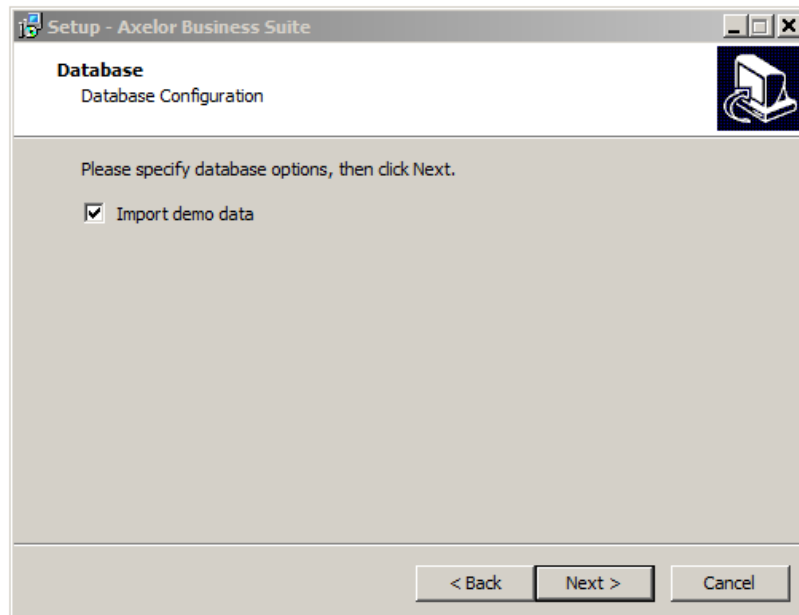 Setup - Axelor Business Suite
Database
Database Configuration
Please specify database options, then click Next.
Import demo data
< Back
Next >
Cancel